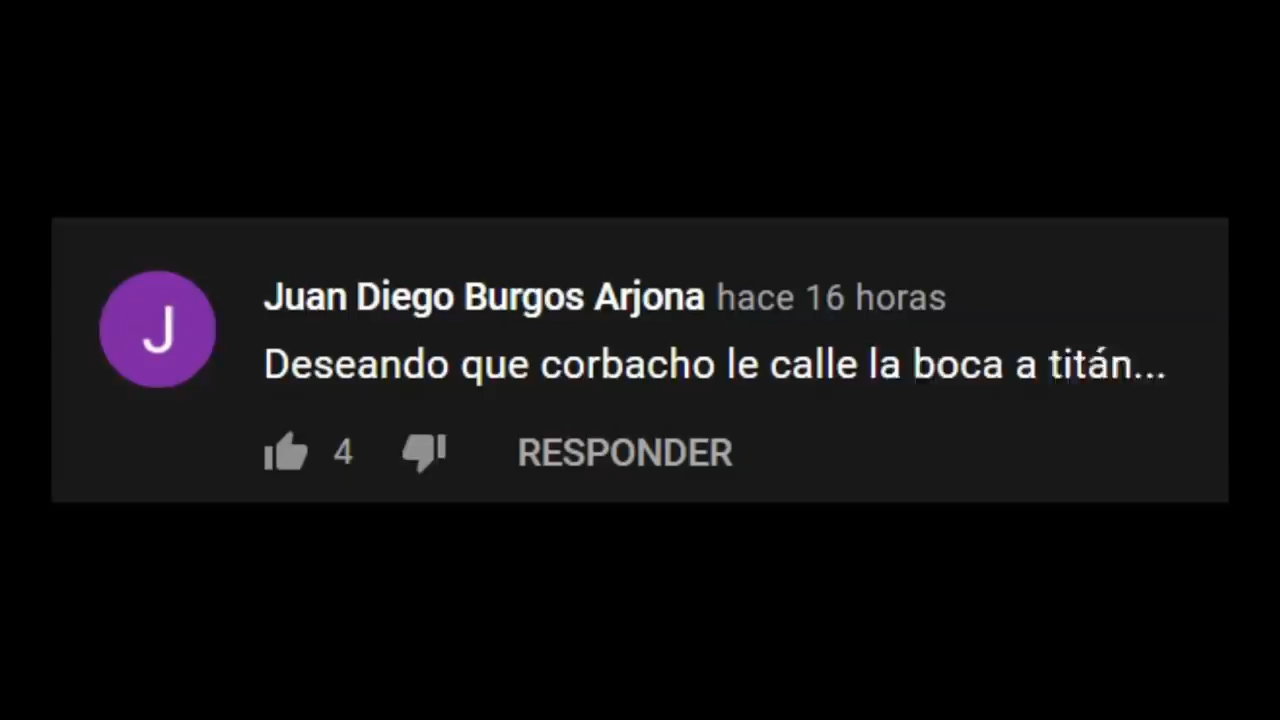 J
Juan Diego Burgos Arjona hace 16 horas
Deseando que corbacho le calle la boca a titán...
4 RESPONDER